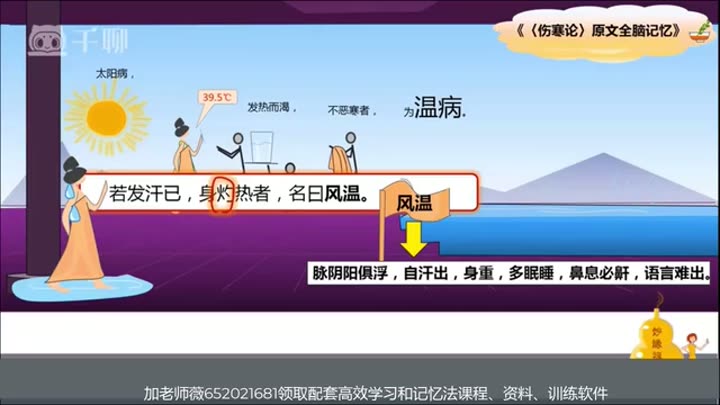 千聊
《〈伤寒论〉原文全脑记忆》
太阳病，
39.5℃
发热而渴，
不恶寒者，
为温病.
若发汗已，身灼热者，名曰风温。
风温
脉阴阳俱浮，自汗出，身重，多眠睡，鼻息必鼾，语言难出。
加老师薇652021681领取配套高效学习和记忆法课程、资料、训练软件